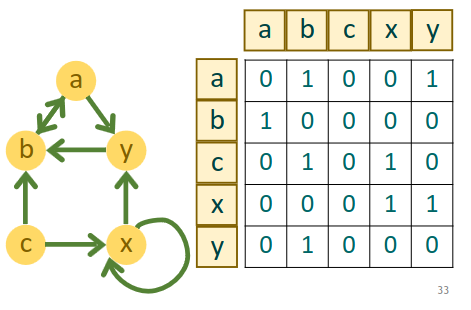 a b c x y
a 0 1 0 0 1
b 1 0 0 0 0
c 0 1 0 1 0
x 0 0 0 1 1
y 0 1 0 0 0
a
b y
c x
33